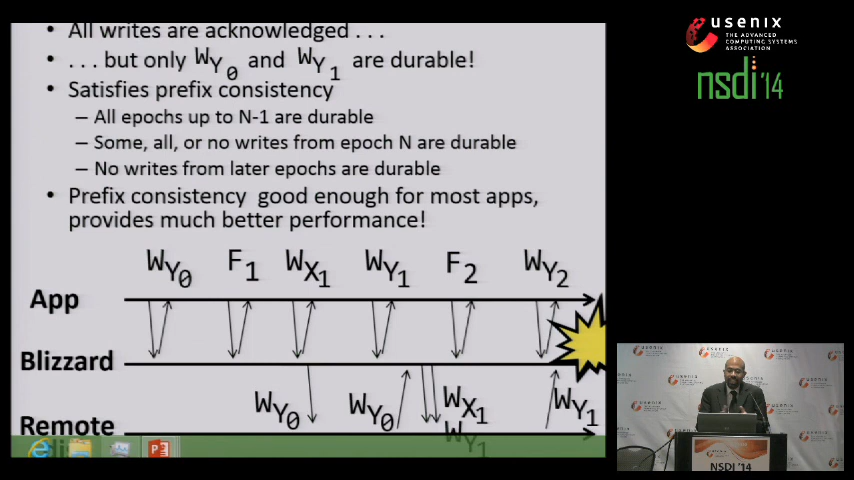 All writes are acknowledged . . .
. . . but only WY0 and WY1 are durable!
Satisfies prefix consistency
– All epochs up to N-1 are durable
– Some, all, or no writes from epoch N are durable
– No writes from later epochs are durable
Prefix consistency good enough for most apps,
provides much better performance!
WY0 F1 WX1 WY1 F2 WY2
App
Blizzard
WY0 WY0 WX1 WY1
Remote
WY1
usenix
THE ADVANCED
COMPUTING SYSTEMS
ASSOCIATION
nsdi '14
usenix
NSDI '14